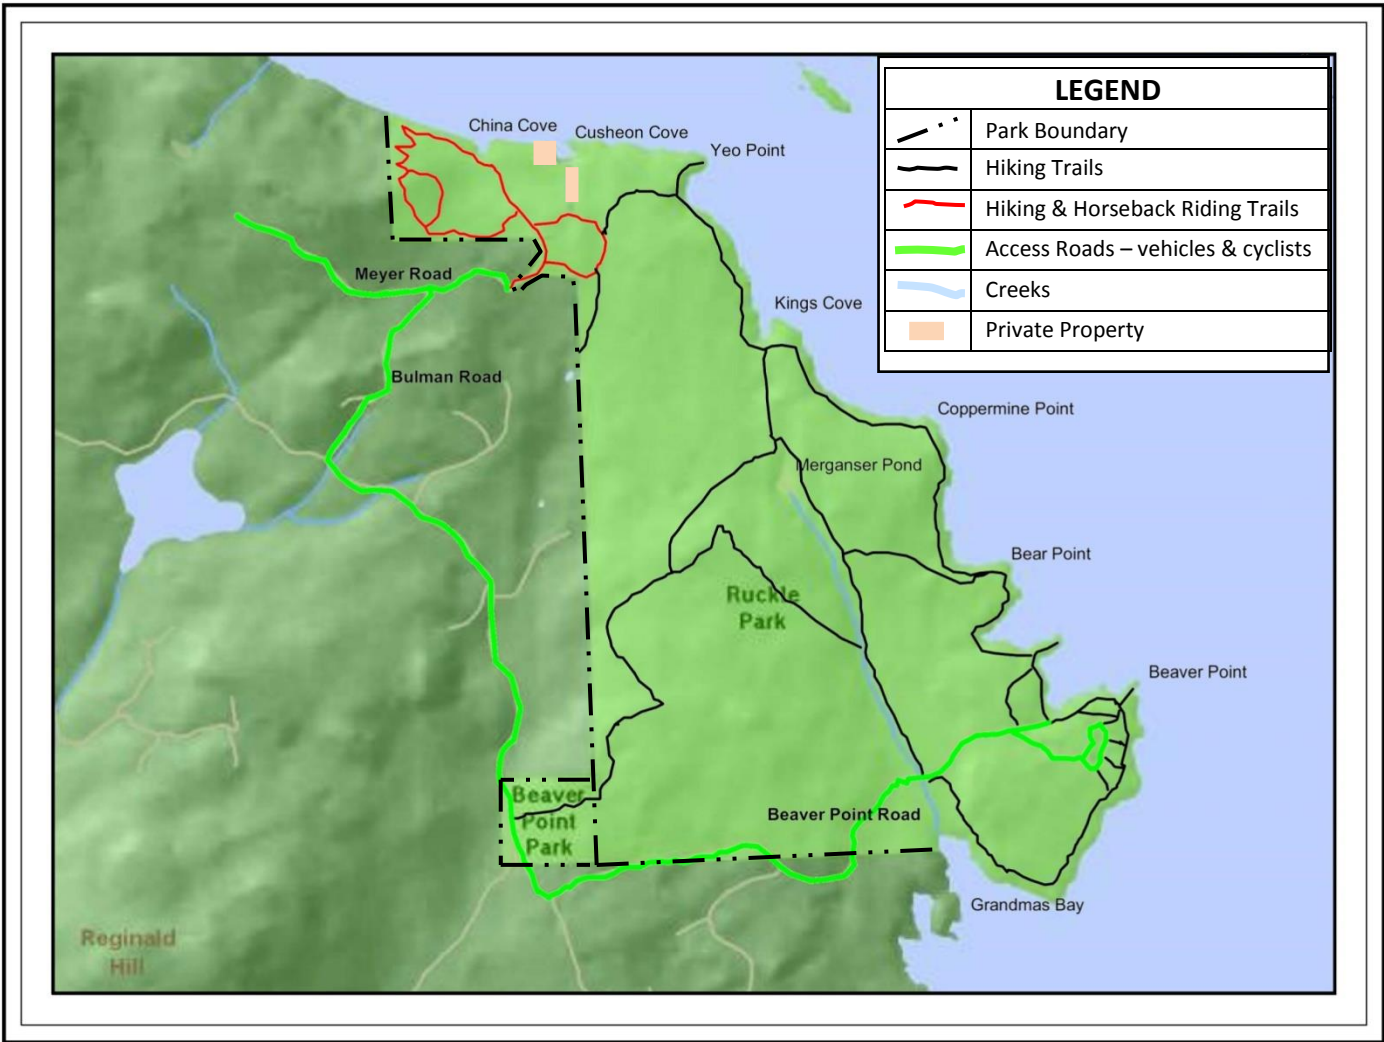 LEGEND
Park Boundary
Hiking Trails
Hiking & Horseback Riding Trails
Access Roads – vehicles & cyclists
Creeks
Private Property
China Cove
Cusheon Cove
Yeo Point
Meyer Road
Kings Cove
Bulman Road
Coppermine Point
Merganser Pond
Bear Point
Ruckle
Park
Beaver Point
Beaver
Point
Park
Beaver Point Road
Grandmas Bay
Reginald
Hill